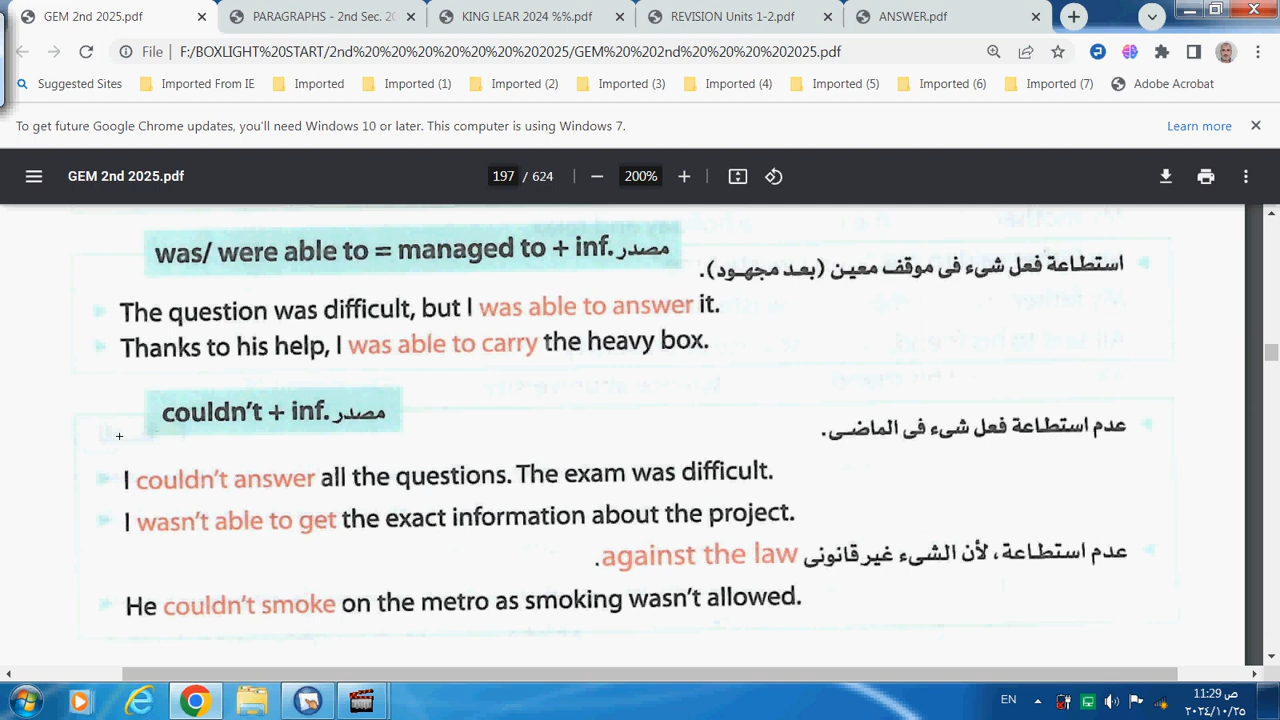 GEM 2nd 2025.pdf
PARAGRAPHS - 2nd Sec. 20
REVISION Units 1-2.pdf
File F:/BOXLIGHT%20START/2nd%20%20%20%20%20%202025/GEM%20%202nd%20%20%20%202025.pdf
Suggested Sites Imported From IE Imported Imported (1) Imported (2) Imported (3) Imported (4) Imported (5) Imported (6) Imported (7) Adobe Acrobat
To get future Google Chrome updates, you'll need Windows 10 or later. This computer is using Windows 7. Learn more
GEM 2nd 2025.pdf 197 / 624 200%
was/ were able to = managed to + inf. مصدر
استطاعة فعل شىء فى موقف معين (بعد مجهود).
The question was difficult, but I was able to answer it.
Thanks to his help, I was able to carry the heavy box.
couldn't + inf. مصدر
عدم استطاعة فعل شىء فى الماضى.
I couldn't answer all the questions. The exam was difficult.
I wasn't able to get the exact information about the project.
عدم استطاعة، لأن الشىء غير قانونى against the law.
He couldn't smoke on the metro as smoking wasn't allowed.
EN
11:29 ص
٢٠٢٤/١٠/٢٥